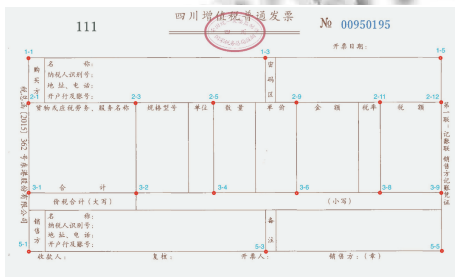 四川增值税普通发票
111
№ 00950195
开票日期:
1-1
1-3
1-5
购买方
名 称:
纳税人识别号:
地 址、电 话:
开户行及账号:
密码区
2-1
2-3
2-5
2-9
2-11
2-15
货物或应税劳务、服务名称
规格型号
单位
数 量
单 价
金 额
税率
税 额
3-1
3-2
3-4
3-6
3-8
3-9
合 计
价税合计(大写)
(小写)
销售方
名 称:
纳税人识别号:
地 址、电 话:
开户行及账号:
备注
5-1
5-3
5-5
收款人:
复核:
开票人:
销售方:(章)
第一联:记账联 销售方记账凭证